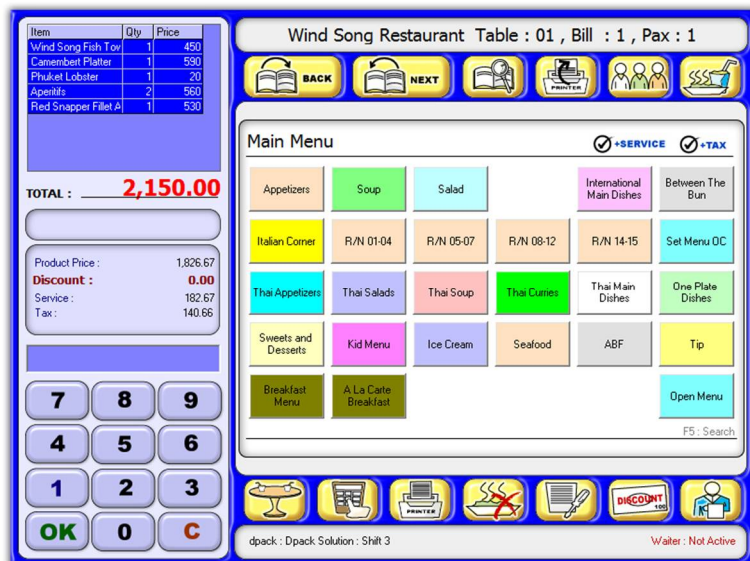 Wind Song Restaurant Table : 01 , Bill : 1 , Pax : 1
Item Qty Price
Wind Song Fish Tow 1 450
Camembert Platter 1 590
Phuket Lobster 1 20
Aperitifs 2 560
Red Snapper Fillet A 1 530
TOTAL : 2,150.00
Product Price : 1,826.67
Discount : 0.00
Service : 182.67
Tax : 140.66
7 8 9
4 5 6
1 2 3
OK 0 C
BACK NEXT PRINTER
Main Menu +SERVICE +TAX
Appetizers Soup Salad International Main Dishes Between The Bun
Italian Corner R/N 01-04 R/N 05-07 R/N 08-12 R/N 14-15 Set Menu OC
Thai Appetizers Thai Salads Thai Soup Thai Curries Thai Main Dishes One Plate Dishes
Sweets and Desserts Kid Menu Ice Cream Seafood ABF Tip
Breakfast Menu A La Carte Breakfast Open Menu
F5 : Search
PRINTER DISCOUNT 100
dpack : Dpack Solution : Shift 3 Waiter : Not Active